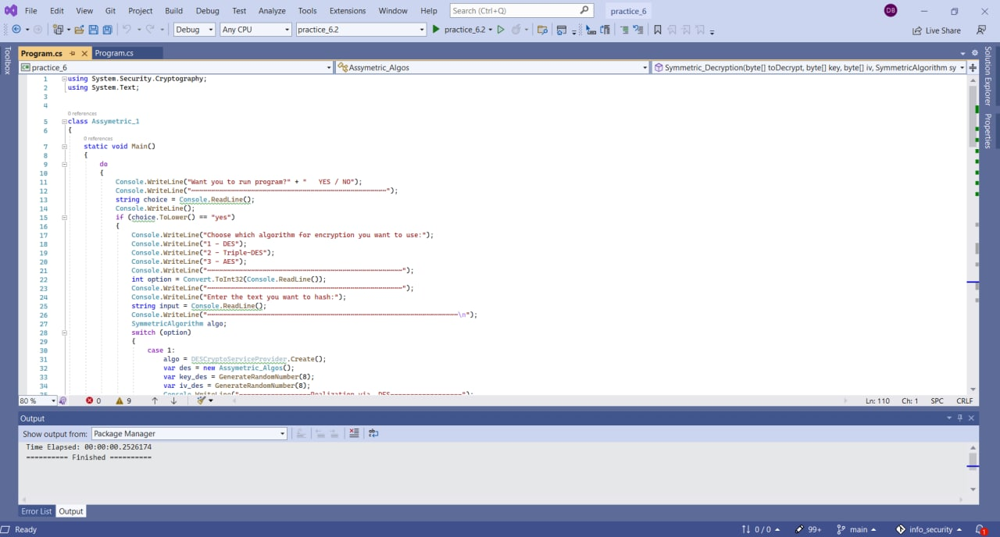 File Edit View Git Project Build Debug Test Analyze Tools Extensions Window Help Search (Ctrl+Q) practice_6 DB
Debug Any CPU practice_6.2 practice_6.2 Live Share
Toolbox
Program.cs Program.cs
practice_6 Assymetric_Algos Symmetric_Decryption(byte[] toDecrypt, byte[] key, byte[] iv, SymmetricAlgorithm sy
1 using System.Security.Cryptography;
2 using System.Text;
3
4
0 references
5 class Assymetric_1
6 {
0 references
7 static void Main()
8 {
9 do
10 {
11 Console.WriteLine("Want you to run program?" + " YES / NO");
12 Console.WriteLine("------------------------------------------------");
13 string choice = Console.ReadLine();
14 Console.WriteLine();
15 if (choice.ToLower() == "yes")
16 {
17 Console.WriteLine("Choose which algorithm for encryption you want to use:");
18 Console.WriteLine("1 - DES");
19 Console.WriteLine("2 - Triple-DES");
20 Console.WriteLine("3 - AES");
21 Console.WriteLine("------------------------------------------------");
22 int option = Convert.ToInt32(Console.ReadLine());
23 Console.WriteLine("------------------------------------------------");
24 Console.WriteLine("Enter the text you want to hash:");
25 string input = Console.ReadLine();
26 Console.WriteLine("--------------------------------------------------------------\n");
27 SymmetricAlgorithm algo;
28 switch (option)
29 {
30 case 1:
31 algo = DESCryptoServiceProvider.Create();
32 var des = new Assymetric_Algos();
33 var key_des = GenerateRandomNumber(8);
34 var iv_des = GenerateRandomNumber(8);
35 Console.WriteLine("------------------Realization via DES------------------");
Solution Explorer
Properties
80 % 0 9 Ln: 110 Ch: 1 SPC CRLF
Output
Show output from: Package Manager
Time Elapsed: 00:00:00.2526174
========== Finished ==========
Error List Output
Ready 0 / 0 99+ main info_security 1